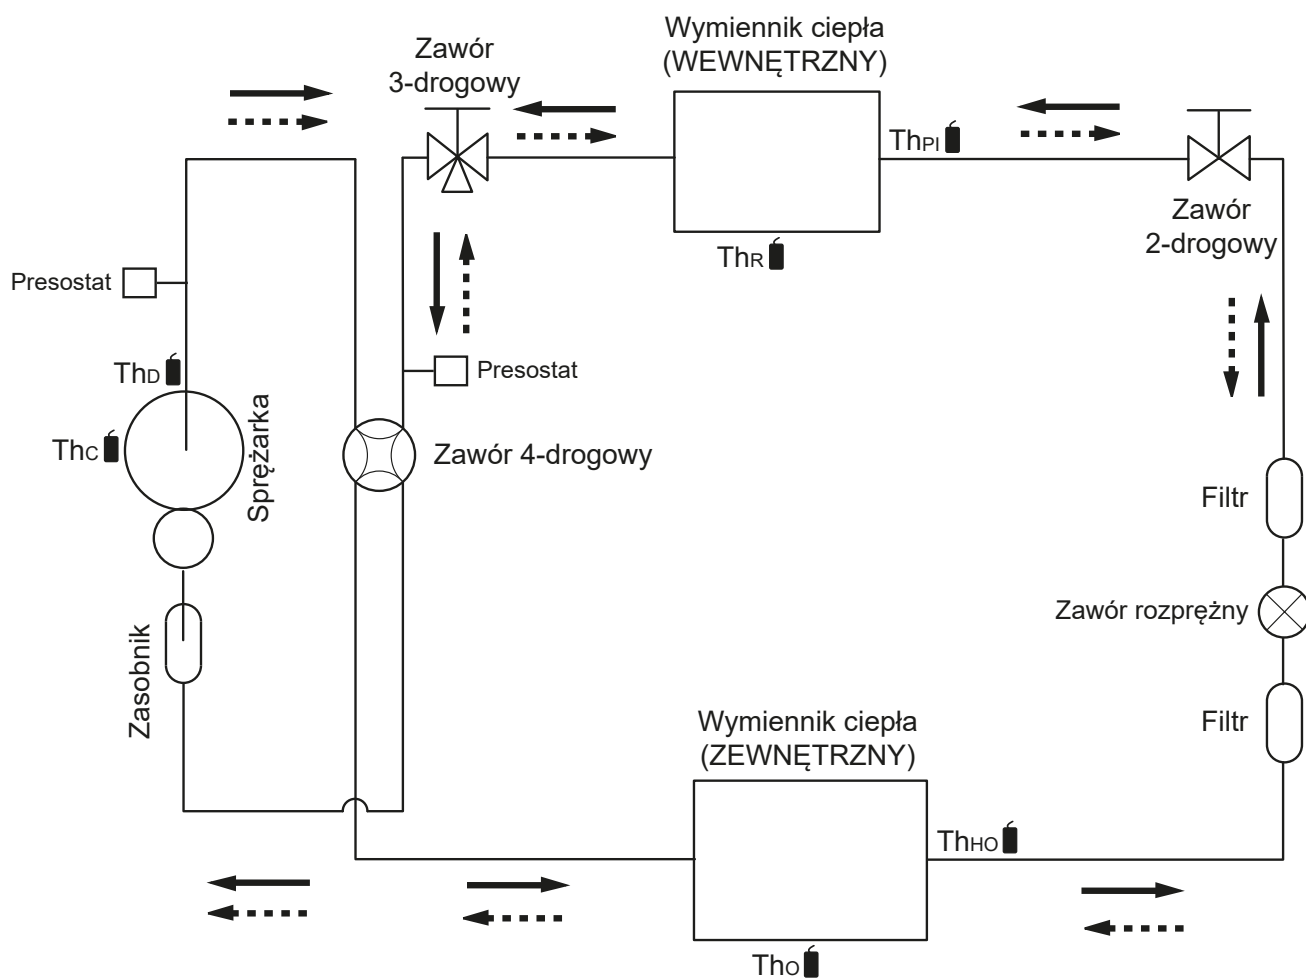 Wymiennik ciepła
(WEWNĘTRZNY)
Zawór
3-drogowy
ThPI
Zawór
2-drogowy
ThR
Presostat
ThD
Presostat
ThC
Sprężarka
Zawór 4-drogowy
Filtr
Zawór rozprężny
Zasobnik
Filtr
Wymiennik ciepła
(ZEWNĘTRZNY)
ThHO
ThO